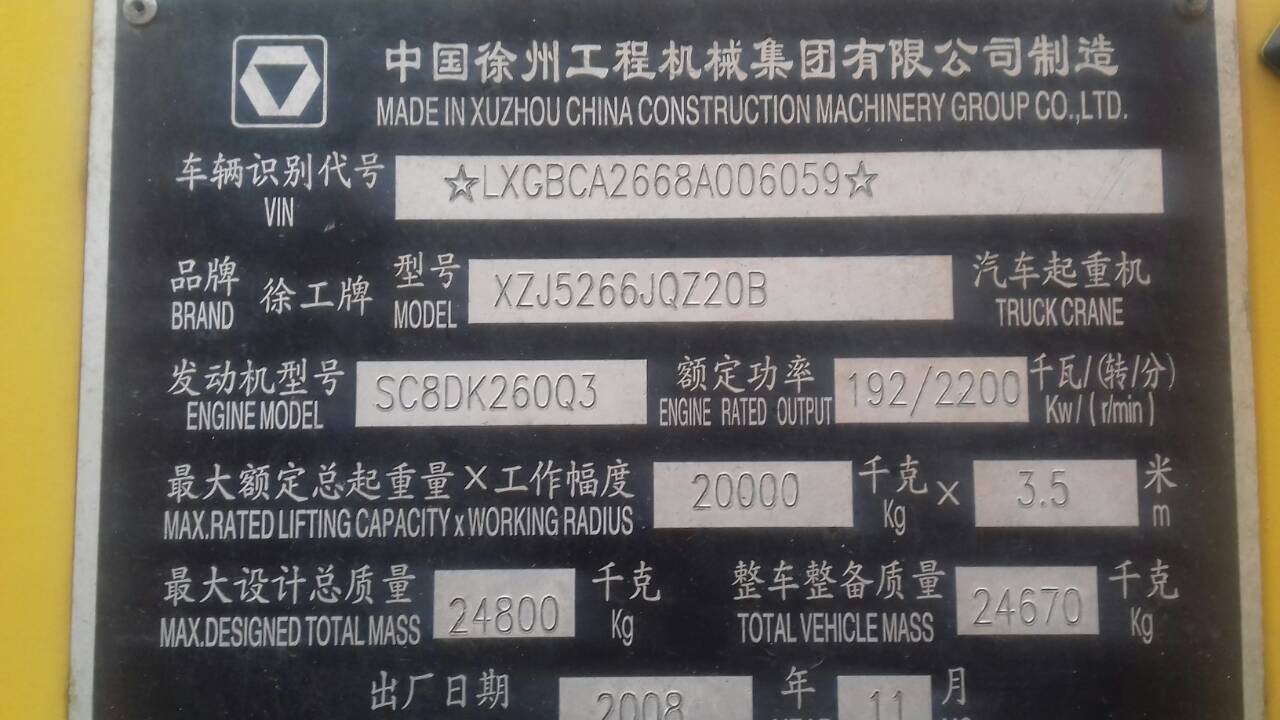 中国徐州工程机械集团有限公司制造
MADE IN XUZHOU CHINA CONSTRUCTION MACHINERY GROUP CO.,LTD.
车辆识别代号 ☆LXGBCA2668A006059☆
VIN
品牌 徐工牌 型号 XZJ5266JQZ20B 汽车起重机
BRAND MODEL TRUCK CRANE
发动机型号 SC8DK260Q3 额定功率 192/2200 千瓦/(转/分)
ENGINE MODEL ENGINE RATED OUTPUT Kw/(r/min)
最大额定总起重量×工作幅度 20000 千克 × 3.5 米
MAX.RATED LIFTING CAPACITY x WORKING RADIUS Kg m
最大设计总质量 24800 千克 整车整备质量 24670 千克
MAX.DESIGNED TOTAL MASS Kg TOTAL VEHICLE MASS Kg
出厂日期 2008 年 11 月